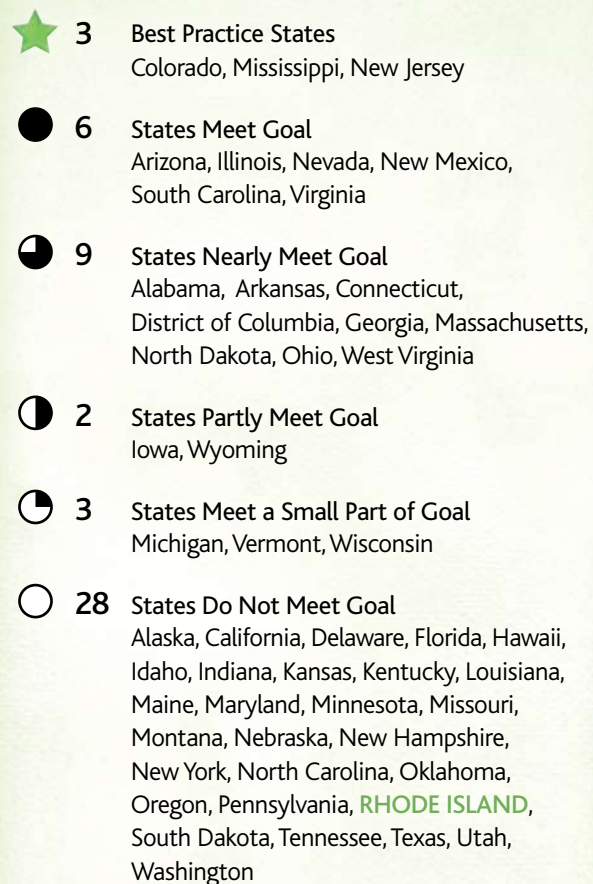 3 Best Practice States
Colorado, Mississippi, New Jersey
6 States Meet Goal
Arizona, Illinois, Nevada, New Mexico,
South Carolina, Virginia
9 States Nearly Meet Goal
Alabama, Arkansas, Connecticut,
District of Columbia, Georgia, Massachusetts,
North Dakota, Ohio, West Virginia
2 States Partly Meet Goal
Iowa, Wyoming
3 States Meet a Small Part of Goal
Michigan, Vermont, Wisconsin
28 States Do Not Meet Goal
Alaska, California, Delaware, Florida, Hawaii,
Idaho, Indiana, Kansas, Kentucky, Louisiana,
Maine, Maryland, Minnesota, Missouri,
Montana, Nebraska, New Hampshire,
New York, North Carolina, Oklahoma,
Oregon, Pennsylvania, RHODE ISLAND,
South Dakota, Tennessee, Texas, Utah,
Washington